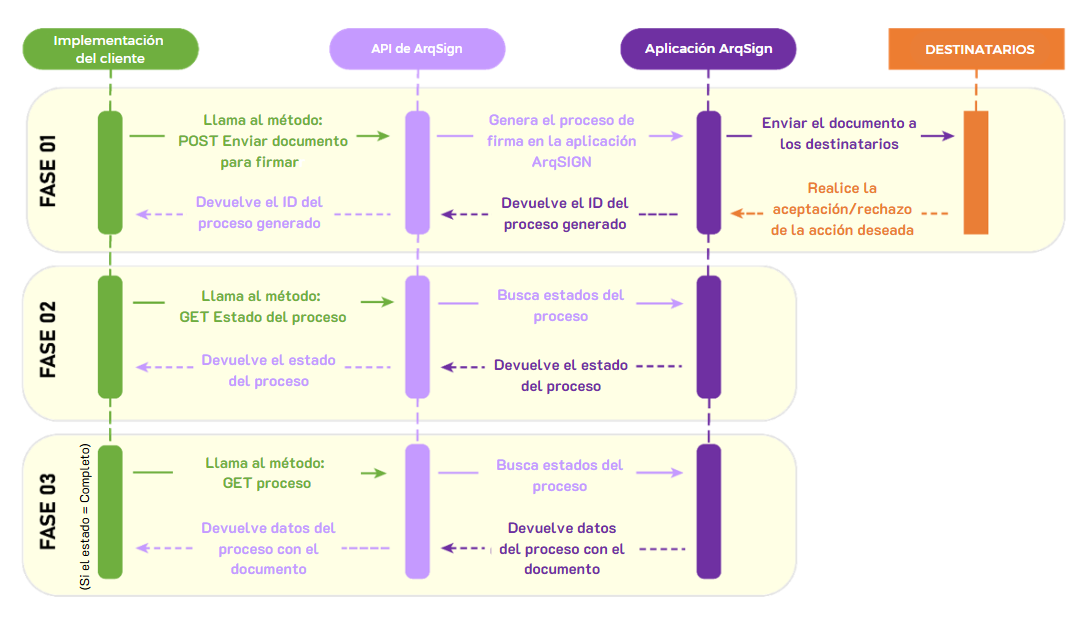 Implementación
del cliente
API de ArqSign
Aplicación ArqSign
DESTINATARIOS
FASE 01
Llama al método:
POST Enviar documento
para firmar
Genera el proceso de
firma en la aplicación
ArqSIGN
Enviar el documento a
los destinatarios
Devuelve el ID del
proceso generado
Devuelve el ID del
proceso generado
Realice la
aceptación/rechazo
de la acción deseada
FASE 02
Llama al método:
GET Estado del proceso
Busca estados del
proceso
Devuelve el estado
del proceso
Devuelve el estado
del proceso
FASE 03
(Si el estado = Completo)
Llama al método:
GET proceso
Busca estados del
proceso
Devuelve datos del
proceso con el
documento
Devuelve datos
del proceso con el
documento